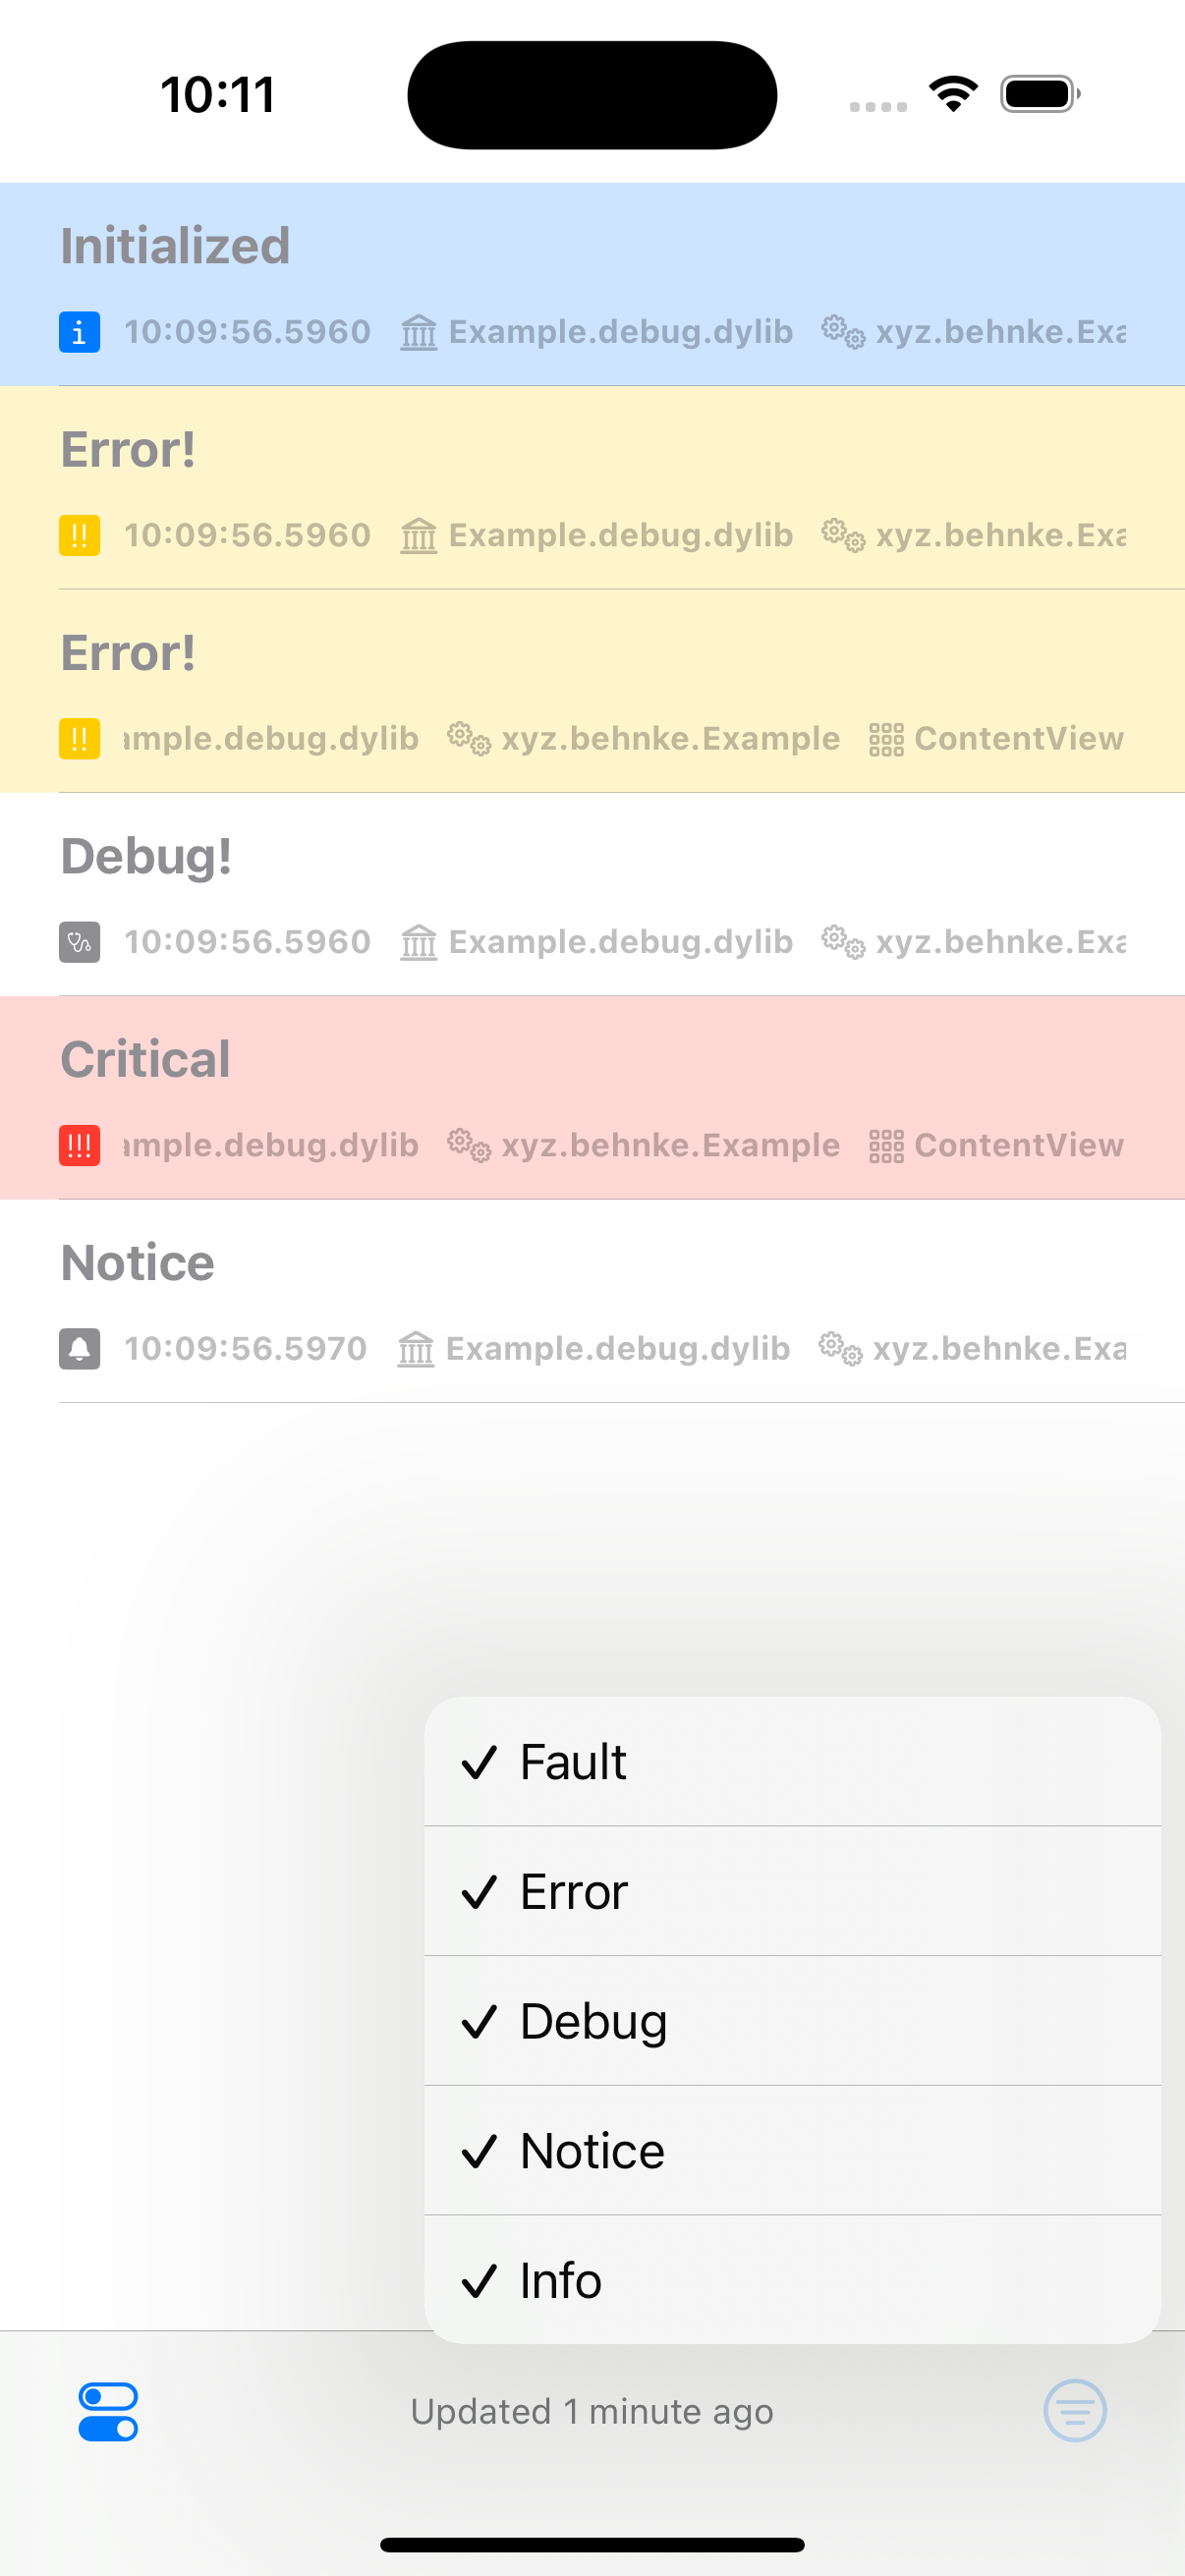 10:11
Initialized
10:09:56.5960 Example.debug.dylib xyz.behnke.Exa
Error!
10:09:56.5960 Example.debug.dylib xyz.behnke.Exa
Error!
ample.debug.dylib xyz.behnke.Example ContentView
Debug!
10:09:56.5960 Example.debug.dylib xyz.behnke.Exa
Critical
ample.debug.dylib xyz.behnke.Example ContentView
Notice
10:09:56.5970 Example.debug.dylib xyz.behnke.Exa
Fault
Error
Debug
Notice
Info
Updated 1 minute ago